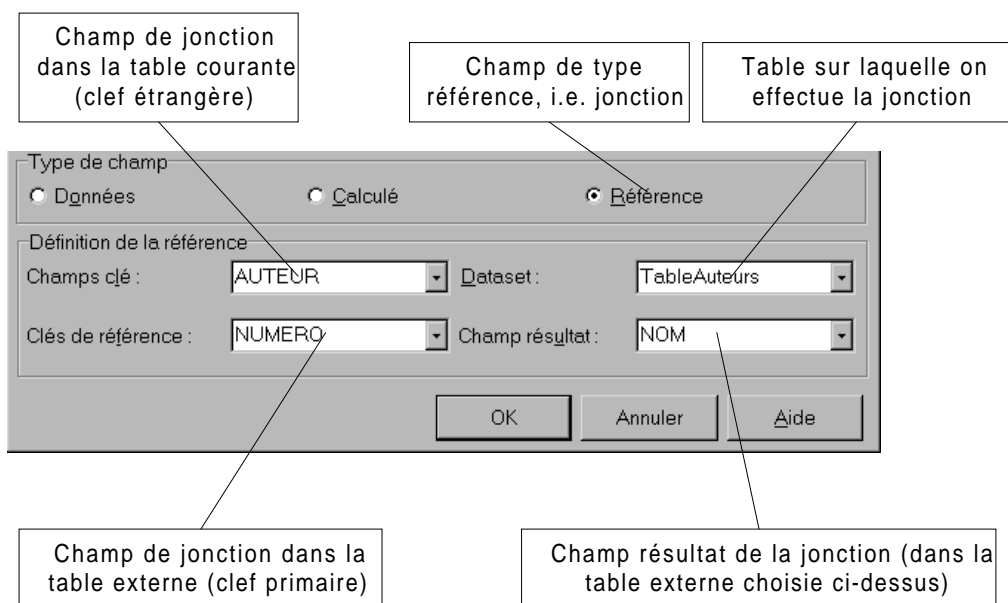 Champ de jonction
dans la table courante
(clef étrangère)
Champ de type
référence, i.e. jonction
Table sur laquelle on
effectue la jonction
Type de champ
Données
Calculé
Référence
Définition de la référence
Champs clé :
AUTEUR
Dataset :
TableAuteurs
Clés de référence :
NUMERO
Champ résultat :
NOM
OK
Annuler
Aide
Champ de jonction dans la
table externe (clef primaire)
Champ résultat de la jonction (dans la
table externe choisie ci-dessus)